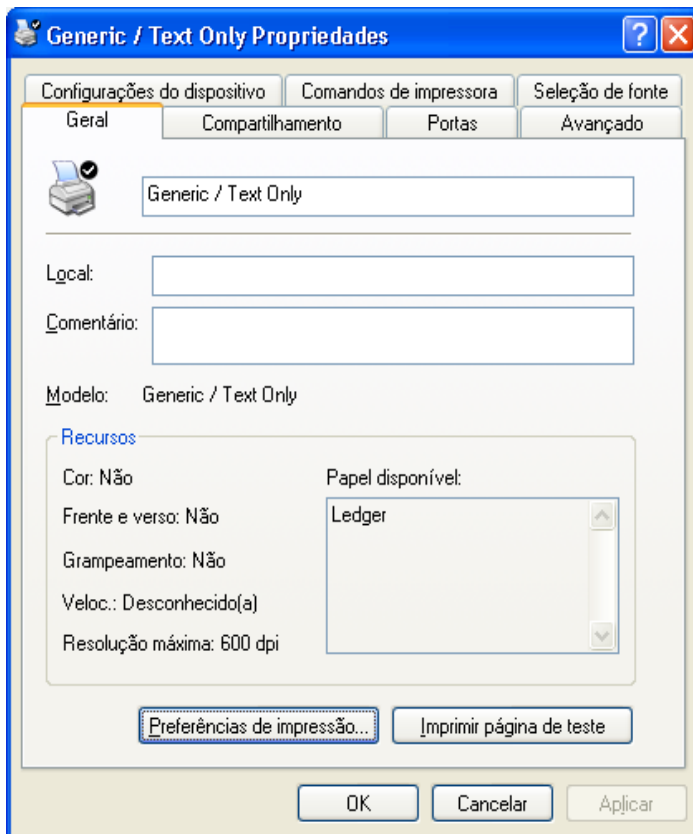 Generic / Text Only Propriedades
Configurações do dispositivo Comandos de impressora Seleção de fonte
Geral Compartilhamento Portas Avançado
Generic / Text Only
Local:
Comentário:
Modelo: Generic / Text Only
Recursos
Cor: Não Papel disponível:
Frente e verso: Não Ledger
Grampeamento: Não
Veloc.: Desconhecido(a)
Resolução máxima: 600 dpi
Preferências de impressão... Imprimir página de teste
OK Cancelar Aplicar